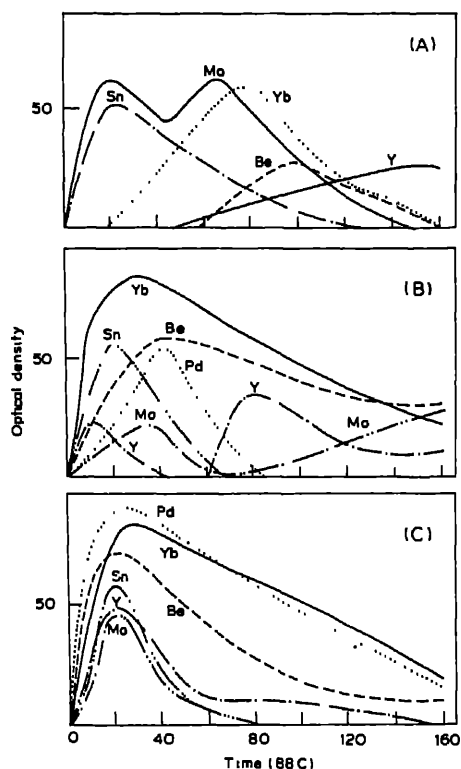 (A)
Mo
Yb
Sn
50
Be
Y
(B)
Yb
Sn
Be
Pd
50
Y
Mo
Mo
Y
Optical density
(C)
Pd
Yb
Sn
50
Y
Be
Mo
0 40 80 120 160
Time (88C)